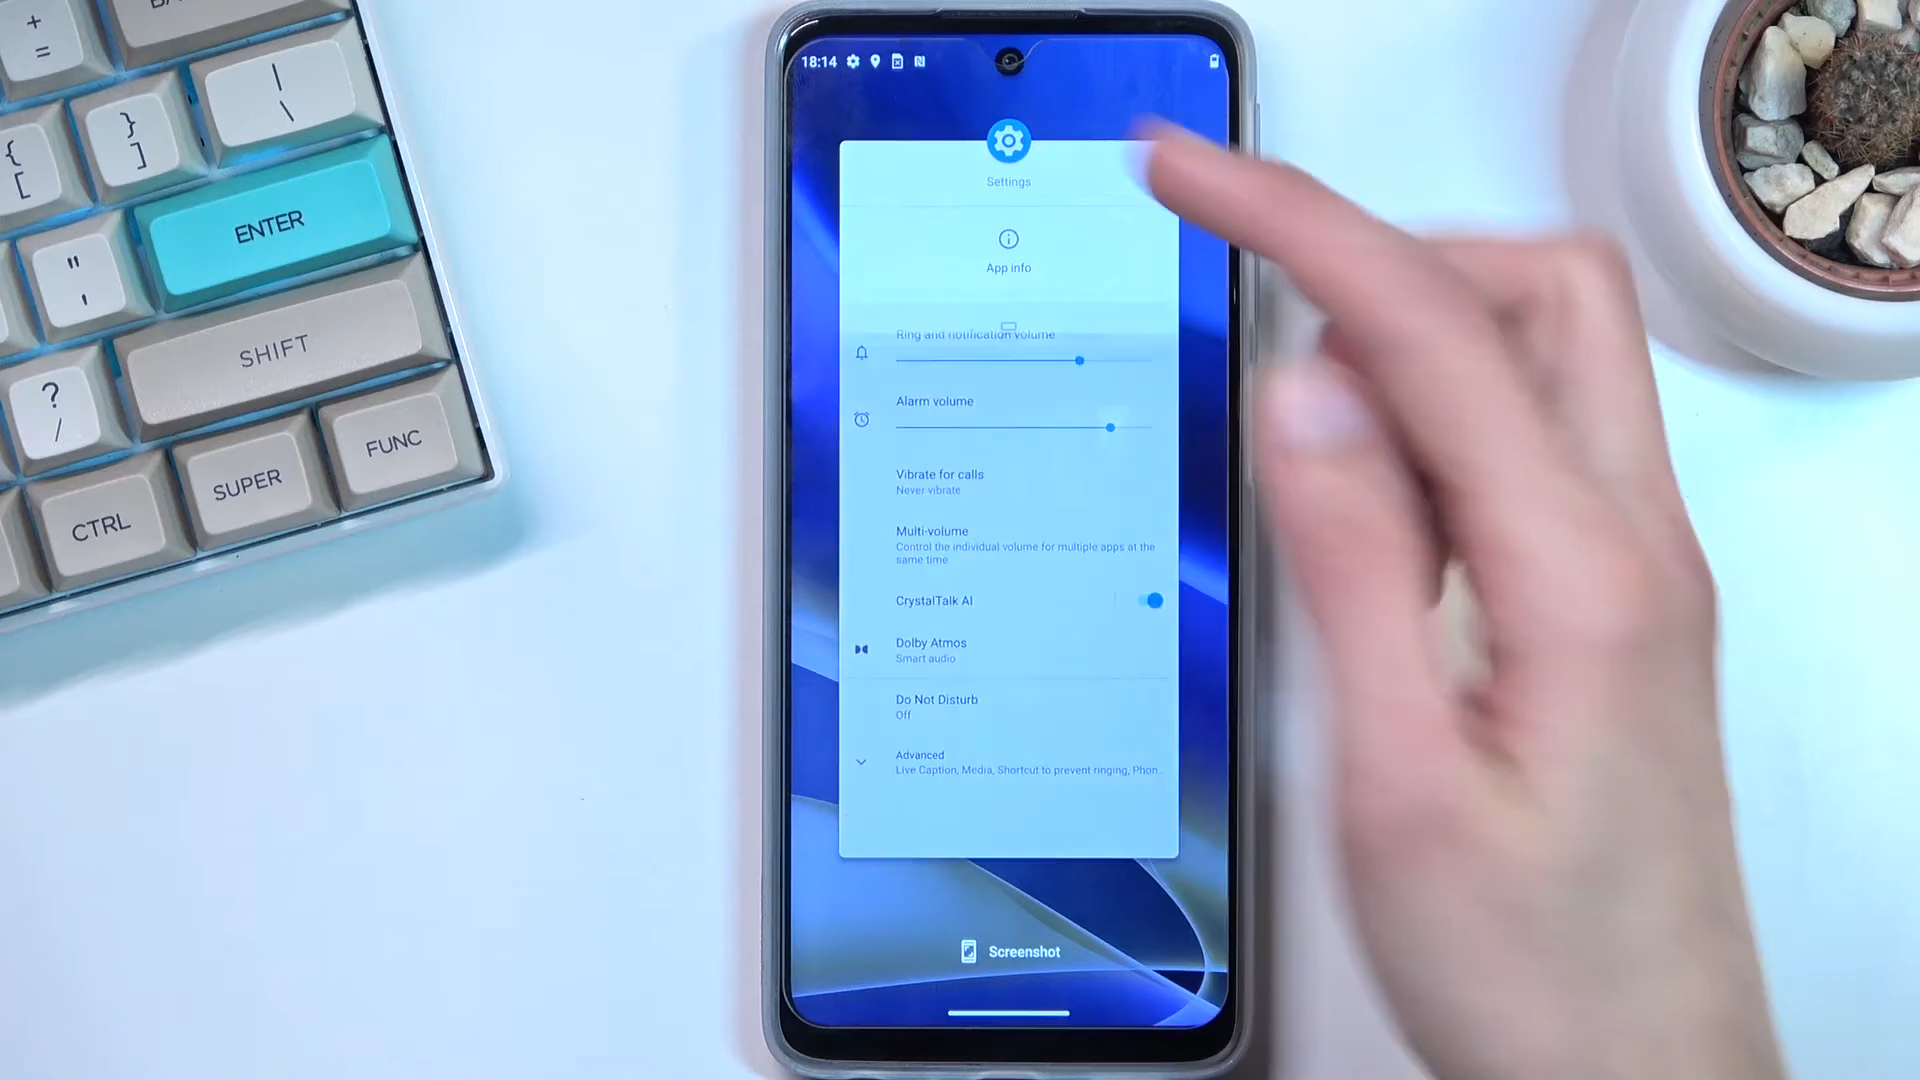 +
=
BA
|
\
}
]
{
[
ENTER
"
'
SHIFT
?
/
FUNC
SUPER
CTRL
18:14
Settings
App info
Ring and notification volume
Alarm volume
Vibrate for calls
Never vibrate
Multi-volume
Control the individual volume for multiple apps at the
same time
CrystalTalk AI
Dolby Atmos
Smart audio
Do Not Disturb
Off
Advanced
Live Caption, Media, Shortcut to prevent ringing, Phon..
Screenshot